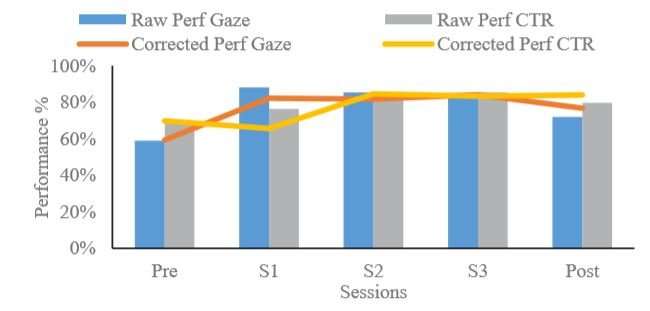 Raw Perf Gaze Raw Perf CTR
Corrected Perf Gaze Corrected Perf CTR
100%
80%
60%
40%
20%
0%
Performance %
Pre S1 S2 S3 Post
Sessions